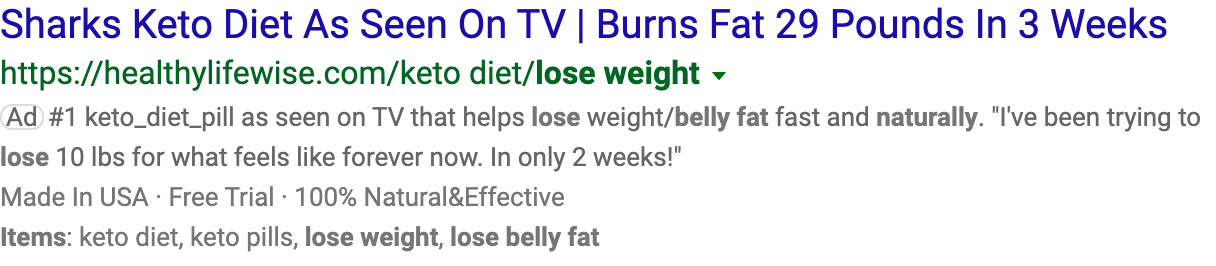 Sharks Keto Diet As Seen On TV | Burns Fat 29 Pounds In 3 Weeks
https://healthylifewise.com/keto diet/lose weight
Ad #1 keto_diet_pill as seen on TV that helps lose weight/belly fat fast and naturally. "I've been trying to
lose 10 lbs for what feels like forever now. In only 2 weeks!"
Made In USA · Free Trial · 100% Natural&Effective
Items: keto diet, keto pills, lose weight, lose belly fat